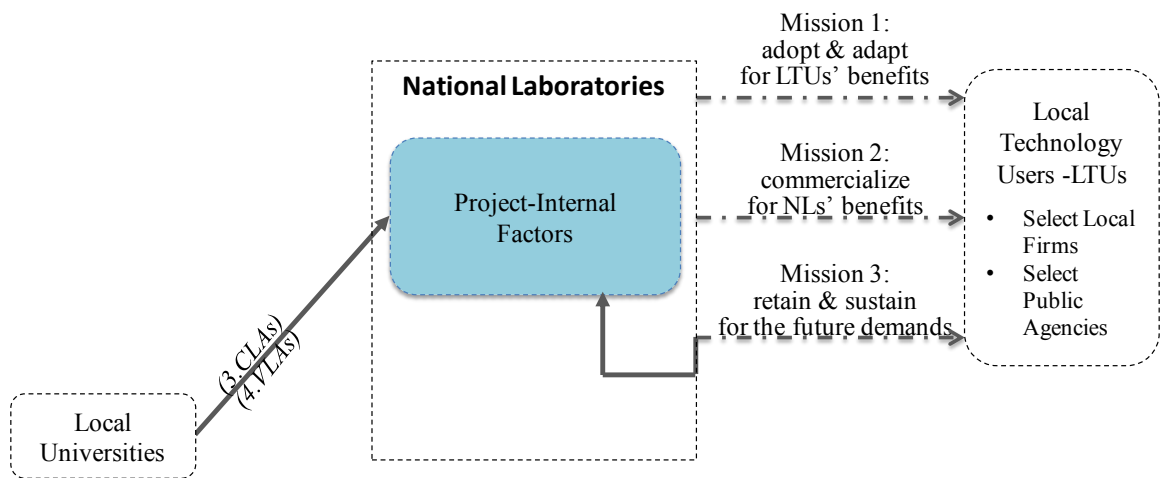 Mission 1:
adopt & adapt
for LTUs' benefits
National Laboratories
Project-Internal
Factors
Mission 2:
commercialize
for NLs' benefits
Mission 3:
retain & sustain
for the future demands
Local
Technology
Users -LTUs
• Select Local
Firms
• Select
Public
Agencies
(3.CLAs)
(4.VLAs)
Local
Universities